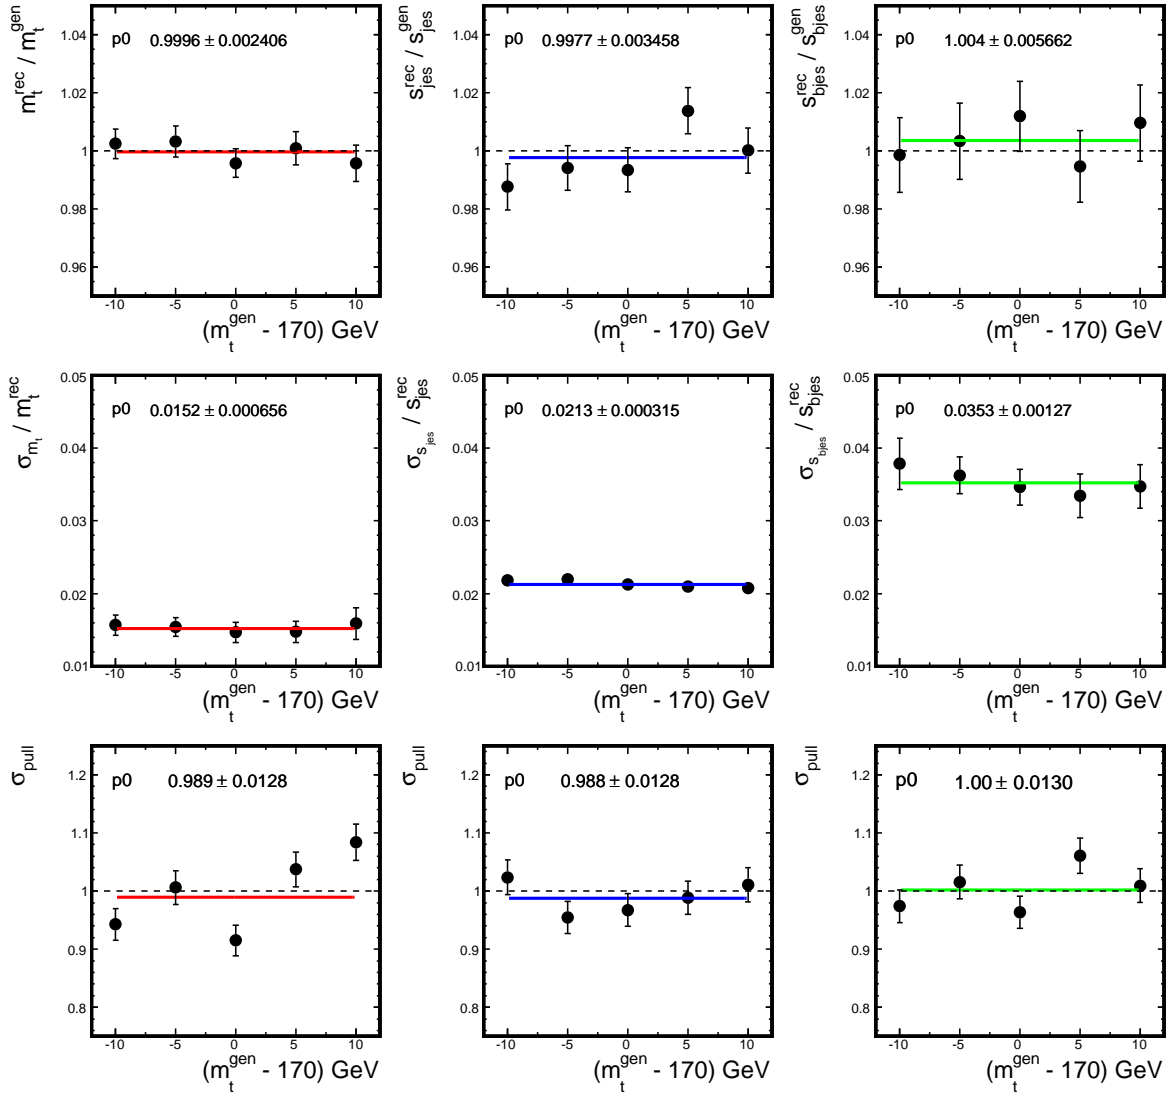 m_t^rec / m_t^gen
p0 0.9996 ± 0.002406
1.04
1.02
1
0.98
0.96
-10 -5 0 5 10
(m_t^gen - 170) GeV
s_jes^rec / s_jes^gen
p0 0.9977 ± 0.003458
1.04
1.02
1
0.98
0.96
-10 -5 0 5 10
(m_t^gen - 170) GeV
s_bjes^rec / s_bjes^gen
p0 1.004 ± 0.005662
1.04
1.02
1
0.98
0.96
-10 -5 0 5 10
(m_t^gen - 170) GeV
σ_m_t / m_t^rec
p0 0.0152 ± 0.000656
0.05
0.04
0.03
0.02
0.01
-10 -5 0 5 10
(m_t^gen - 170) GeV
σ_s_jes / s_jes^rec
p0 0.0213 ± 0.000315
0.05
0.04
0.03
0.02
0.01
-10 -5 0 5 10
(m_t^gen - 170) GeV
σ_s_bjes / s_bjes^rec
p0 0.0353 ± 0.00127
0.05
0.04
0.03
0.02
0.01
-10 -5 0 5 10
(m_t^gen - 170) GeV
σ_pull
p0 0.989 ± 0.0128
1.2
1.1
1
0.9
0.8
-10 -5 0 5 10
(m_t^gen - 170) GeV
σ_pull
p0 0.988 ± 0.0128
1.2
1.1
1
0.9
0.8
-10 -5 0 5 10
(m_t^gen - 170) GeV
σ_pull
p0 1.00 ± 0.0130
1.2
1.1
1
0.9
0.8
-10 -5 0 5 10
(m_t^gen - 170) GeV